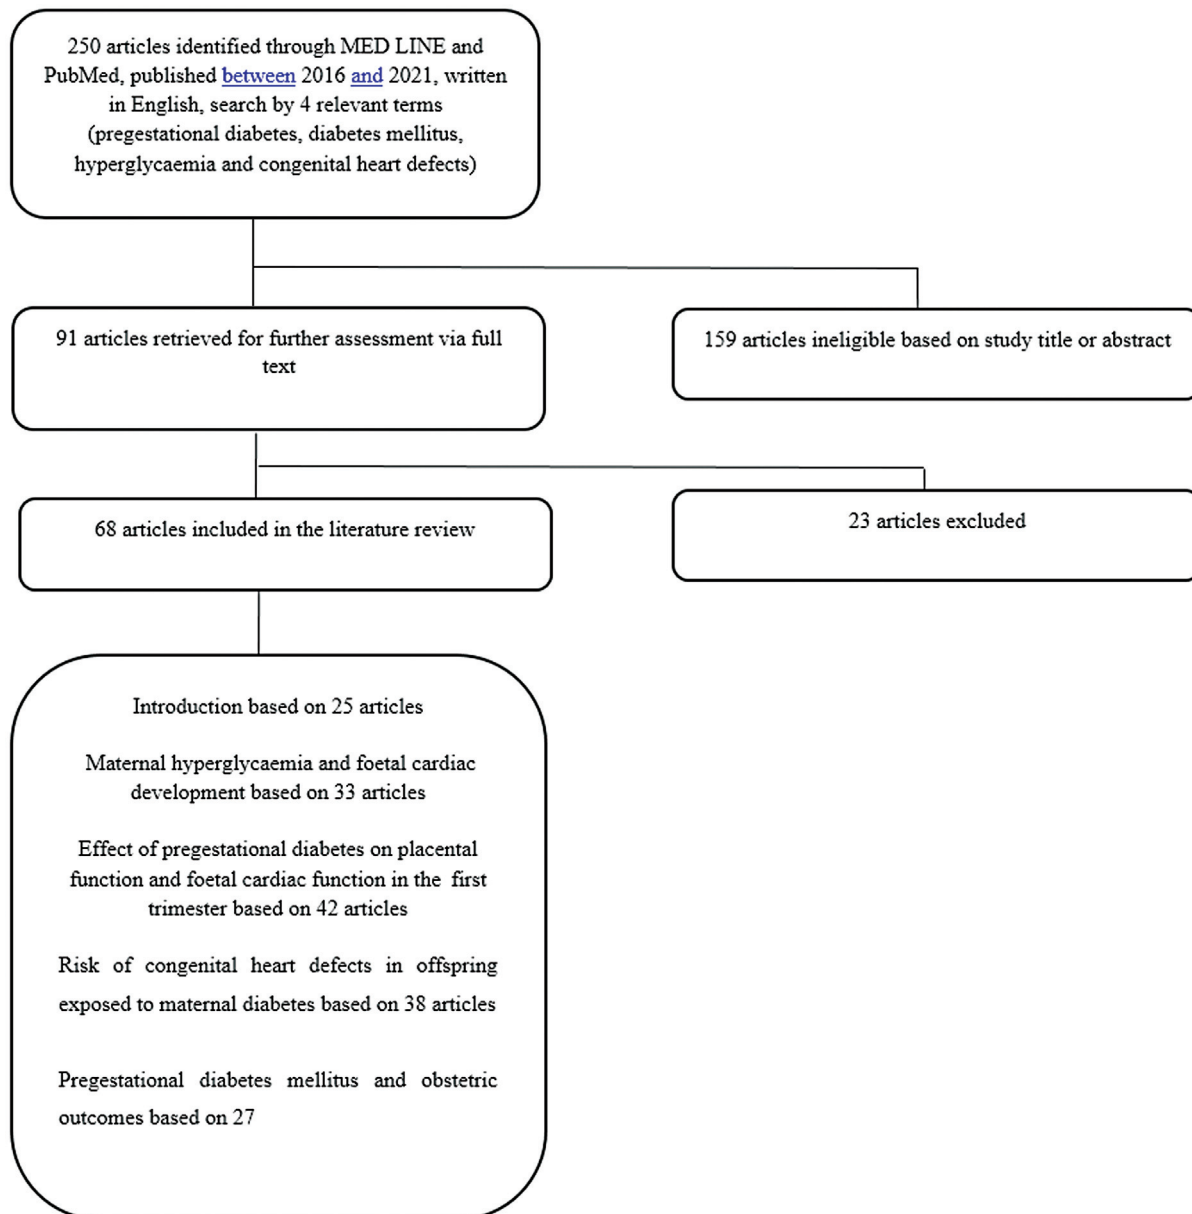 250 articles identified through MED LINE and
PubMed, published between 2016 and 2021, written
in English, search by 4 relevant terms
(pregestational diabetes, diabetes mellitus,
hyperglycaemia and congenital heart defects)
91 articles retrieved for further assessment via full
text
159 articles ineligible based on study title or abstract
68 articles included in the literature review
23 articles excluded
Introduction based on 25 articles
Maternal hyperglycaemia and foetal cardiac
development based on 33 articles
Effect of pregestational diabetes on placental
function and foetal cardiac function in the first
trimester based on 42 articles
Risk of congenital heart defects in offspring
exposed to maternal diabetes based on 38 articles
Pregestational diabetes mellitus and obstetric
outcomes based on 27